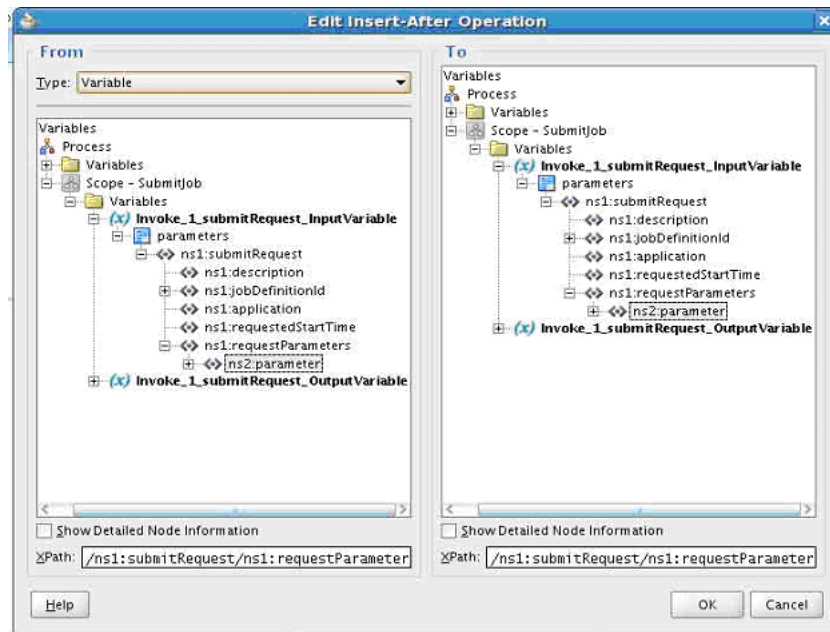 Edit Insert-After Operation
From
Type: Variable
Variables
Process
Variables
Scope - SubmitJob
Variables
(x) Invoke_1_submitRequest_InputVariable
parameters
ns1:submitRequest
ns1:description
ns1:jobDefinitionId
ns1:application
ns1:requestedStartTime
ns1:requestParameters
ns2:parameter
(x) Invoke_1_submitRequest_OutputVariable
Show Detailed Node Information
XPath: /ns1:submitRequest/ns1:requestParameter
To
Variables
Process
Variables
Scope - SubmitJob
Variables
(x) Invoke_1_submitRequest_InputVariable
parameters
ns1:submitRequest
ns1:description
ns1:jobDefinitionId
ns1:application
ns1:requestedStartTime
ns1:requestParameters
ns2:parameter
(x) Invoke_1_submitRequest_OutputVariable
Show Detailed Node Information
XPath: /ns1:submitRequest/ns1:requestParameter
Help
OK
Cancel